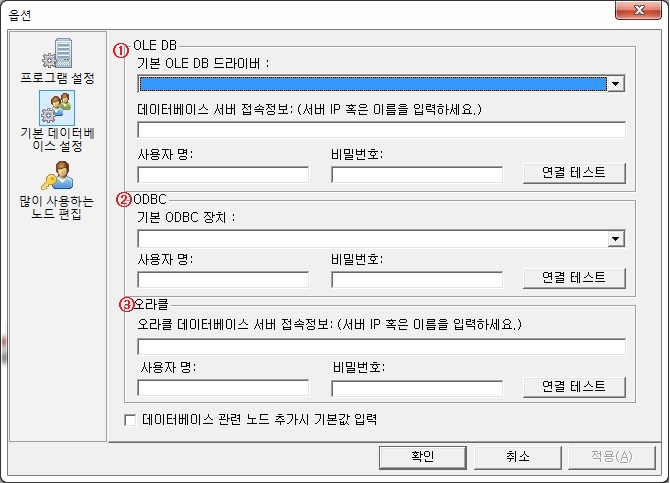 옵션
프로그램 설정
기본 데이터베
이스 설정
많이 사용하는
노드 편집
① OLE DB
기본 OLE DB 드라이버 :
데이터베이스 서버 접속정보: (서버 IP 혹은 이름을 입력하세요.)
사용자 명: 비밀번호:
연결 테스트
② ODBC
기본 ODBC 장치 :
사용자 명: 비밀번호:
연결 테스트
③ 오라클
오라클 데이터베이스 서버 접속정보: (서버 IP 혹은 이름을 입력하세요.)
사용자 명: 비밀번호:
연결 테스트
데이터베이스 관련 노드 추가시 기본값 입력
확인 취소 적용(A)